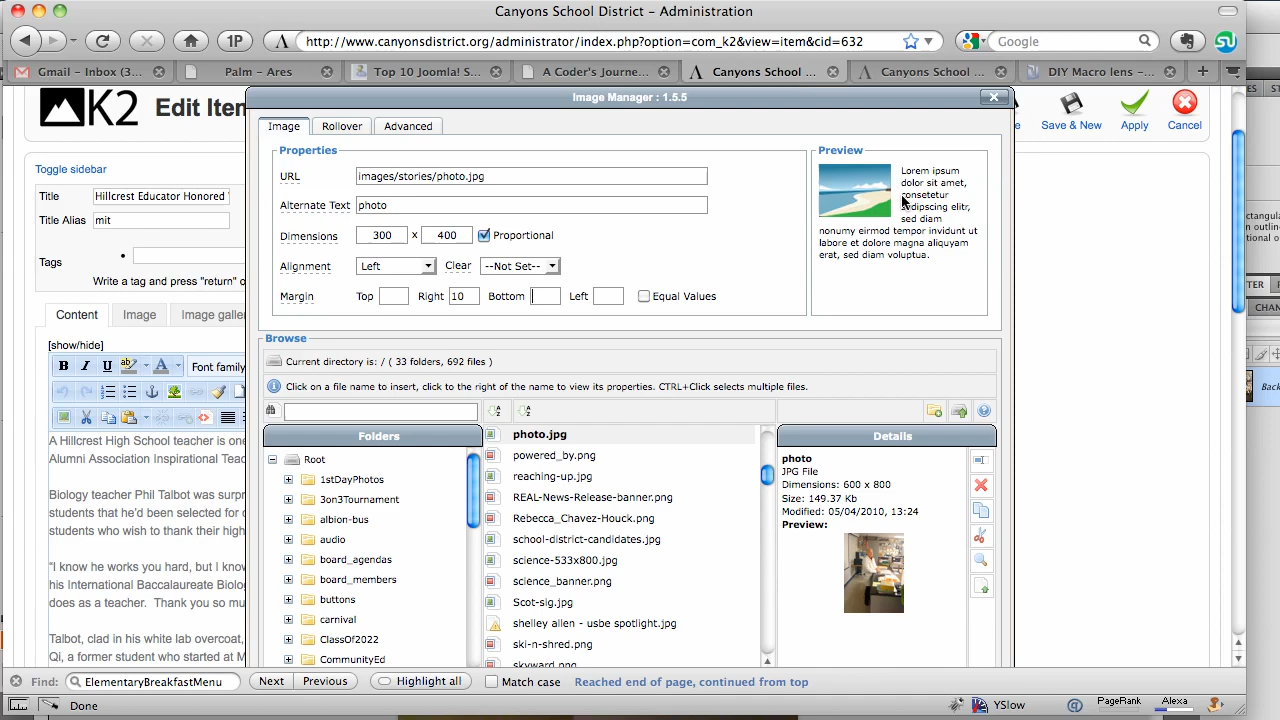 Canyons School District - Administration
1P
http://www.canyonsdistrict.org/administrator/index.php?option=com_k2&view=item&cid=632
Google
Gmail - Inbox (3...
Palm - Ares
Top 10 Joomla! S...
A Coder's Journe...
Canyons School ...
Canyons School ...
DIY Macro lens - ...
K2 Edit Iten
Image Manager : 1.5.5
Save & New
Apply
Cancel
Image
Rollover
Advanced
Toggle sidebar
Title
Hillcrest Educator Honored
Title Alias
mit
Tags
Write a tag and press "return" o
Properties
URL
images/stories/photo.jpg
Alternate Text
photo
Dimensions
300 x 400
Proportional
Alignment
Left
Clear
--Not Set--
Margin
Top
Right
10
Bottom
Left
Equal Values
Preview
Lorem ipsum
dolor sit amet,
consetetur
sadipscing elitr,
sed diam
nonumy eirmod tempor invidunt ut
labore et dolore magna aliquyam
erat, sed diam voluptua.
Content
Image
Image galler
[show/hide]
Font family
Browse
Current directory is: / ( 33 folders, 692 files )
Click on a file name to insert, click to the right of the name to view its properties. CTRL+Click selects multiple files.
A Hillcrest High School teacher is one
Alumni Association Inspirational Teac
Biology teacher Phil Talbot was surpr
students that he'd been selected for c
students who wish to thank their high
“I know he works you hard, but I know
his International Baccalaureate Biolog
does as a teacher.  Thank you so mu
Talbot, clad in his white lab overcoat,
Qi, a former student who started at M
Folders
Root
1stDayPhotos
3on3Tournament
albion-bus
audio
board_agendas
board_members
buttons
carnival
ClassOf2022
CommunityEd
photo.jpg
powered_by.png
reaching-up.jpg
REAL-News-Release-banner.png
Rebecca_Chavez-Houck.png
school-district-candidates.jpg
science-533x800.jpg
science_banner.png
Scot-sig.jpg
shelley allen - usbe spotlight.jpg
ski-n-shred.png
skyward.png
Details
photo
JPG File
Dimensions: 600 x 800
Size: 149.37 Kb
Modified: 05/04/2010, 13:24
Preview:
ctangular
n outline
tional o
TER
CHAN
Back
Find:
ElementaryBreakfastMenu
Next
Previous
Highlight all
Match case
Reached end of page, continued from top
Done
YSlow
PageRank
Alexa